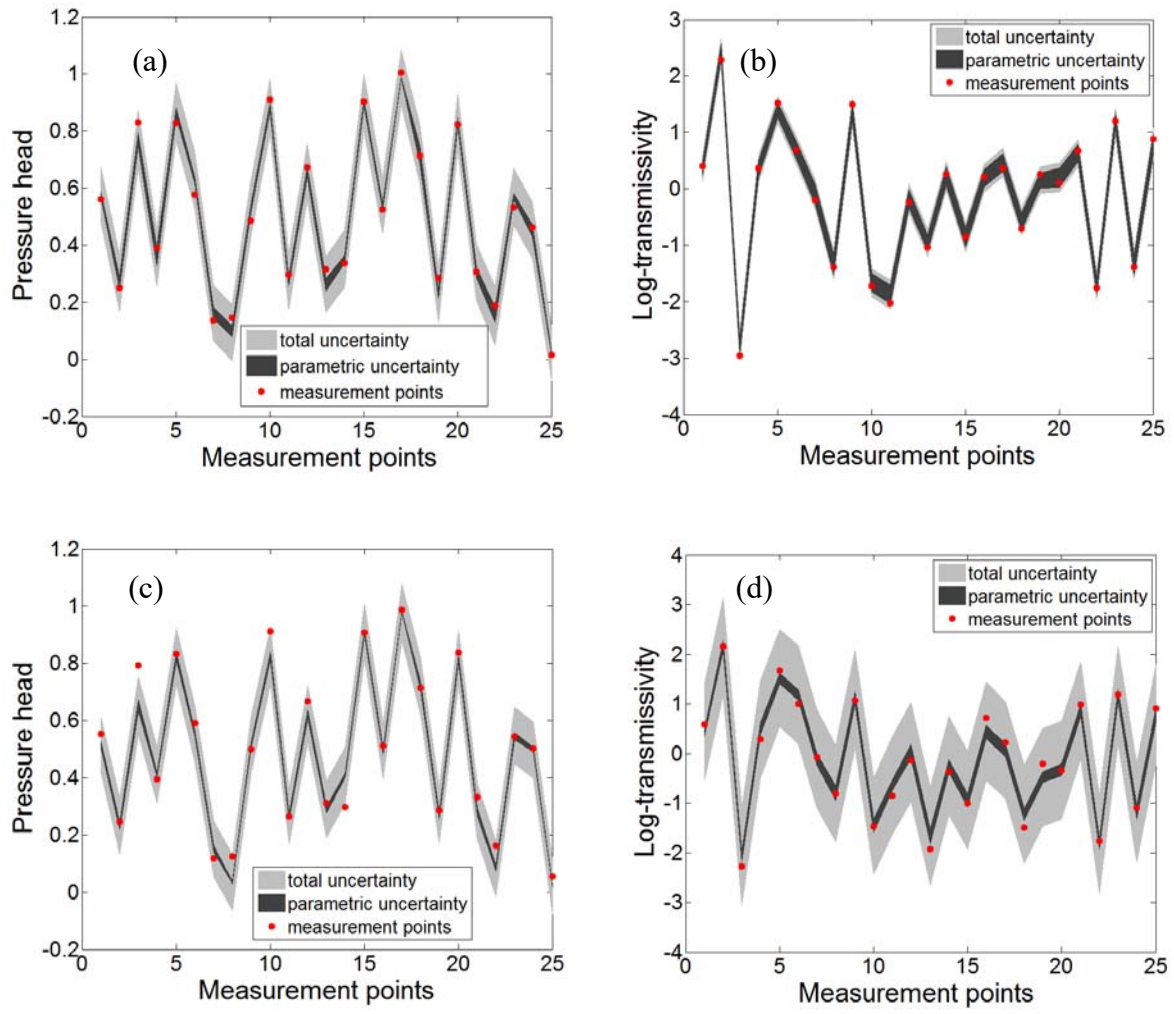 (a)
Pressure head
1.2
1
0.8
0.6
0.4
0.2
0
-0.2
total uncertainty
parametric uncertainty
measurement points
0 5 10 15 20 25
Measurement points
(b)
Log-transmissivity
3
2
1
0
-1
-2
-3
-4
total uncertainty
parametric uncertainty
measurement points
0 5 10 15 20 25
Measurement points
(c)
Pressure head
1.2
1
0.8
0.6
0.4
0.2
0
-0.2
total uncertainty
parametric uncertainty
measurement points
0 5 10 15 20 25
Measurement points
(d)
Log-transmissivity
4
3
2
1
0
-1
-2
-3
-4
total uncertainty
parametric uncertainty
measurement points
0 5 10 15 20 25
Measurement points